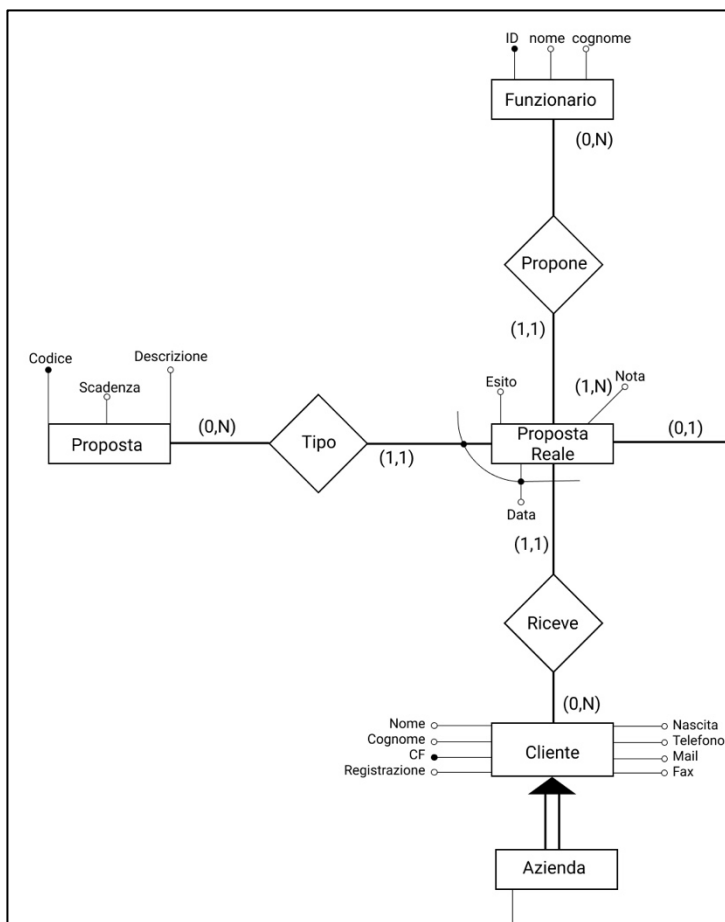 ID nome cognome
Funzionario
(0,N)
Propone
(1,1)
Codice
Descrizione
Scadenza
Proposta
(0,N)
Tipo
(1,1)
Esito
(1,N)
Nota
Proposta
Reale
(0,1)
Data
(1,1)
Riceve
(0,N)
Nome
Cognome
CF
Registrazione
Cliente
Nascita
Telefono
Mail
Fax
Azienda